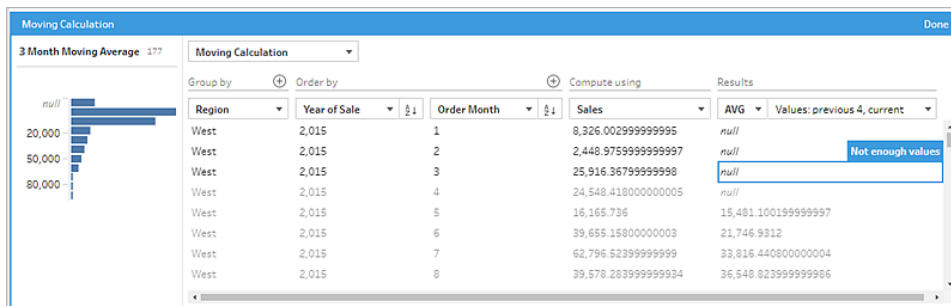 Moving Calculation Done
3 Month Moving Average 177 Moving Calculation
Group by Order by Compute using Results
Region Year of Sale A Z Order Month A Z Sales AVG Values: previous 4, current
null
20,000
50,000
80,000
West 2,015 1 8,326.002999999995 null
West 2,015 2 2,448.9759999999997 null Not enough values
West 2,015 3 25,916.36799999998 null
West 2,015 4 24,548.418000000005 null
West 2,015 5 16,165.736 15,481.100199999997
West 2,015 6 39,655.15800000003 21,746.9312
West 2,015 7 62,796.52399999999 33,816.440800000004
West 2,015 8 39,578.283999999934 36,548.823999999986